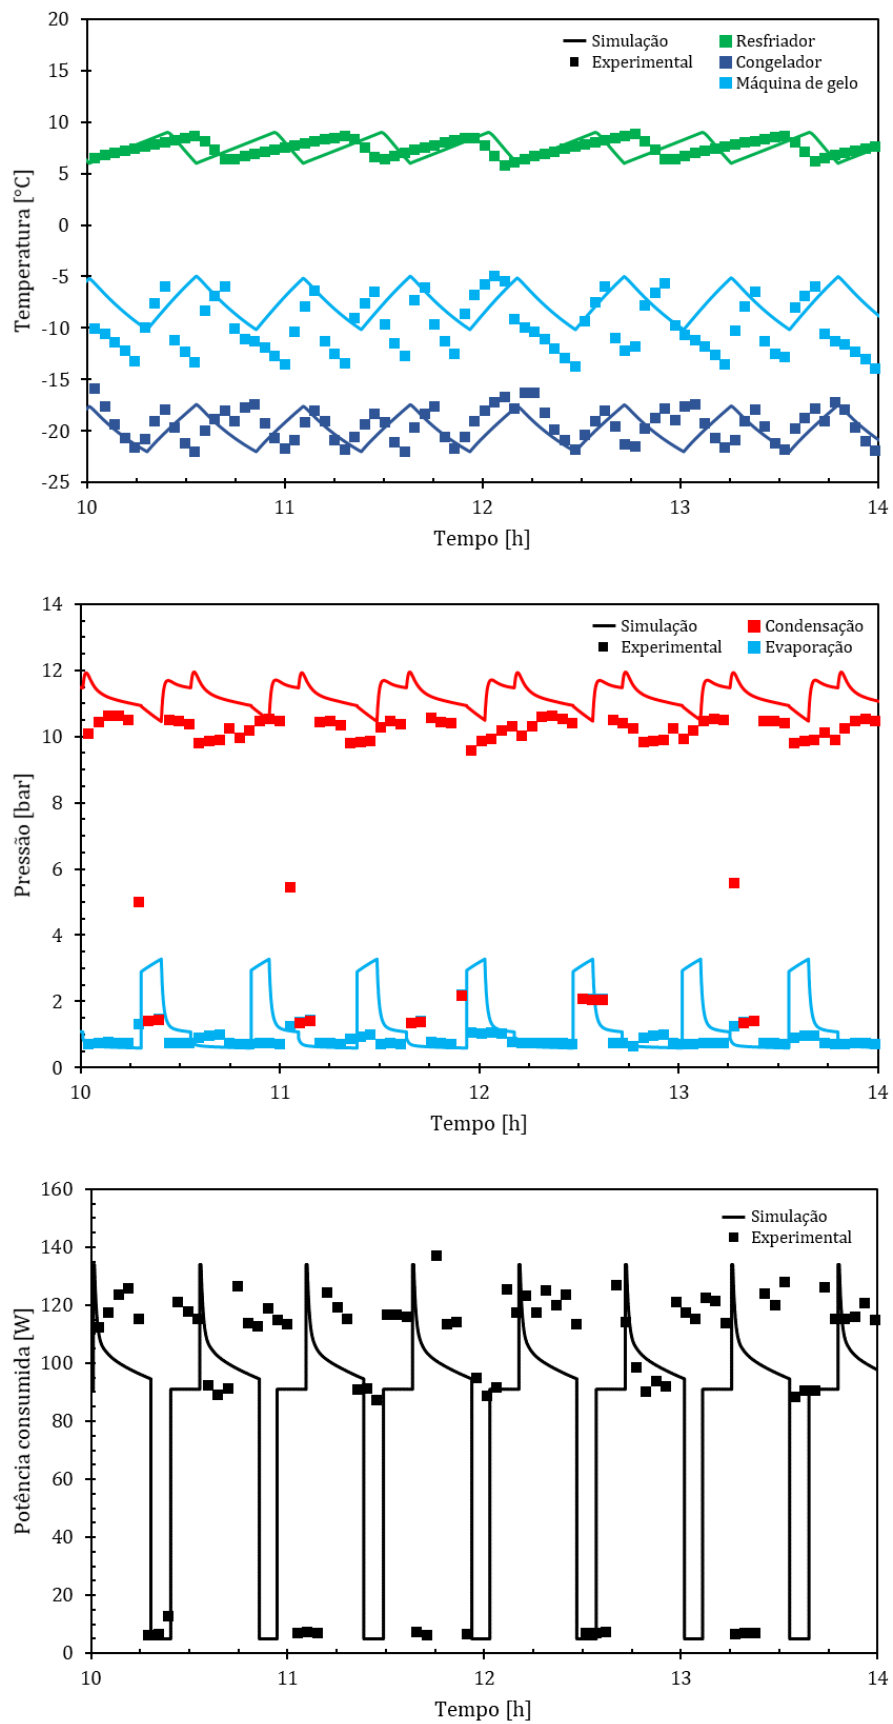 20
15
10
5
0
-5
-10
-15
-20
-25
Temperatura [°C]
Simulação
Experimental
Resfriador
Congelador
Máquina de gelo
10 11 12 13 14
Tempo [h]
14
12
10
8
6
4
2
0
Pressão [bar]
Simulação
Experimental
Condensação
Evaporação
10 11 12 13 14
Tempo [h]
160
140
120
100
80
60
40
20
0
Potência consumida [W]
Simulação
Experimental
10 11 12 13 14
Tempo [h]